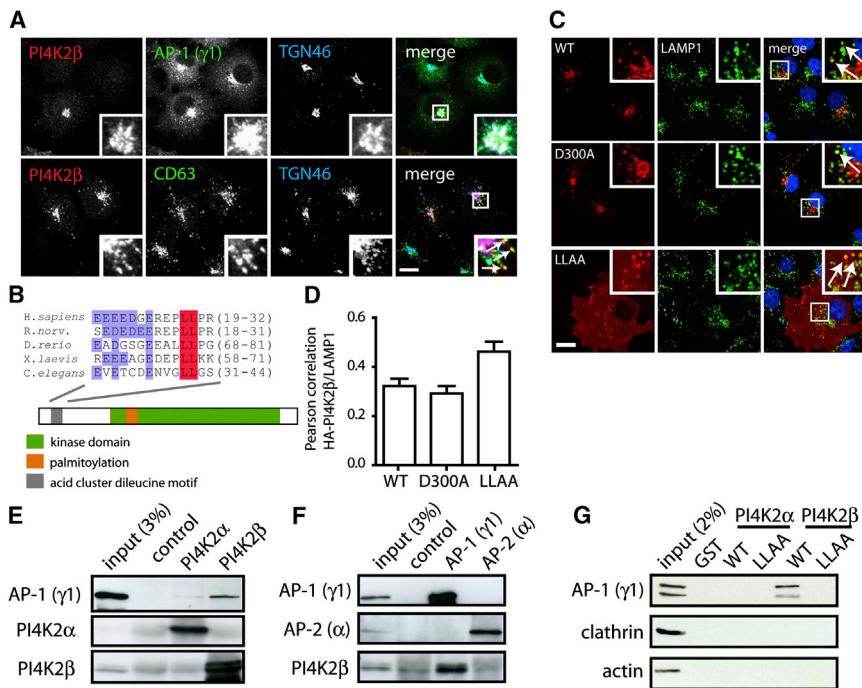 A
PI4K2β AP-1 (γ1) TGN46 merge
PI4K2β CD63 TGN46 merge
B
H.sapiens EEEEDGEREPLLPR(19-32)
R.norv. SEDEDEEREPLLPR(18-31)
D.rerio EADGSGEEALLLPG(68-81)
X.laevis REEEAGEDEPLLKK(58-71)
C.elegans EVETCDENVGLLGS(31-44)
kinase domain
palmitoylation
acid cluster dileucine motif
C
WT LAMP1 merge
D300A
LLAA
D
Pearson correlation
HA-PI4K2β/LAMP1
0.6
0.4
0.2
0.0
WT D300A LLAA
E
input (3%) control PI4K2α PI4K2β
AP-1 (γ1)
PI4K2α
PI4K2β
F
input (3%) control AP-1 (γ1) AP-2 (α)
AP-1 (γ1)
AP-2 (α)
PI4K2β
G
PI4K2α PI4K2β
input (2%) GST WT LLAA WT LLAA
AP-1 (γ1)
clathrin
actin